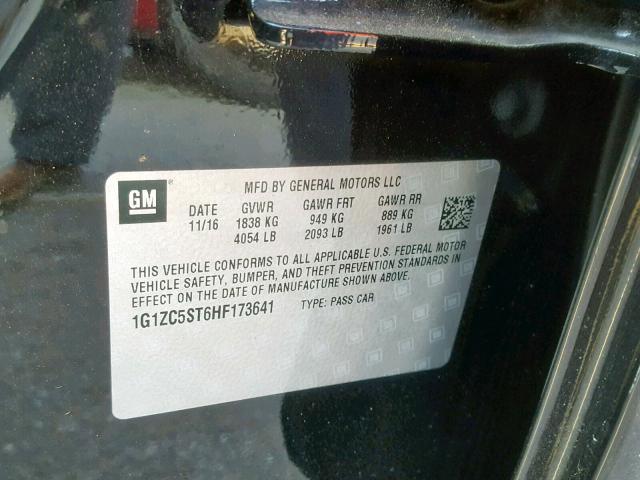 GM ® MFD BY GENERAL MOTORS LLC
DATE GVWR GAWR FRT GAWR RR
11/16 1838 KG 949 KG 889 KG
4054 LB 2093 LB 1961 LB
THIS VEHICLE CONFORMS TO ALL APPLICABLE U.S. FEDERAL MOTOR
VEHICLE SAFETY, BUMPER, AND THEFT PREVENTION STANDARDS IN
EFFECT ON THE DATE OF MANUFACTURE SHOWN ABOVE.
1G1ZC5ST6HF173641 TYPE: PASS CAR